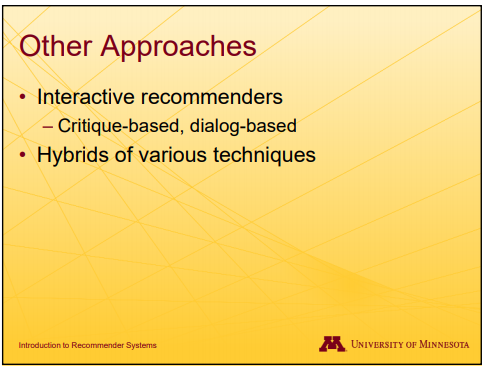 Other Approaches
• Interactive recommenders
– Critique-based, dialog-based
• Hybrids of various techniques
Introduction to Recommender Systems
M UNIVERSITY OF MINNESOTA